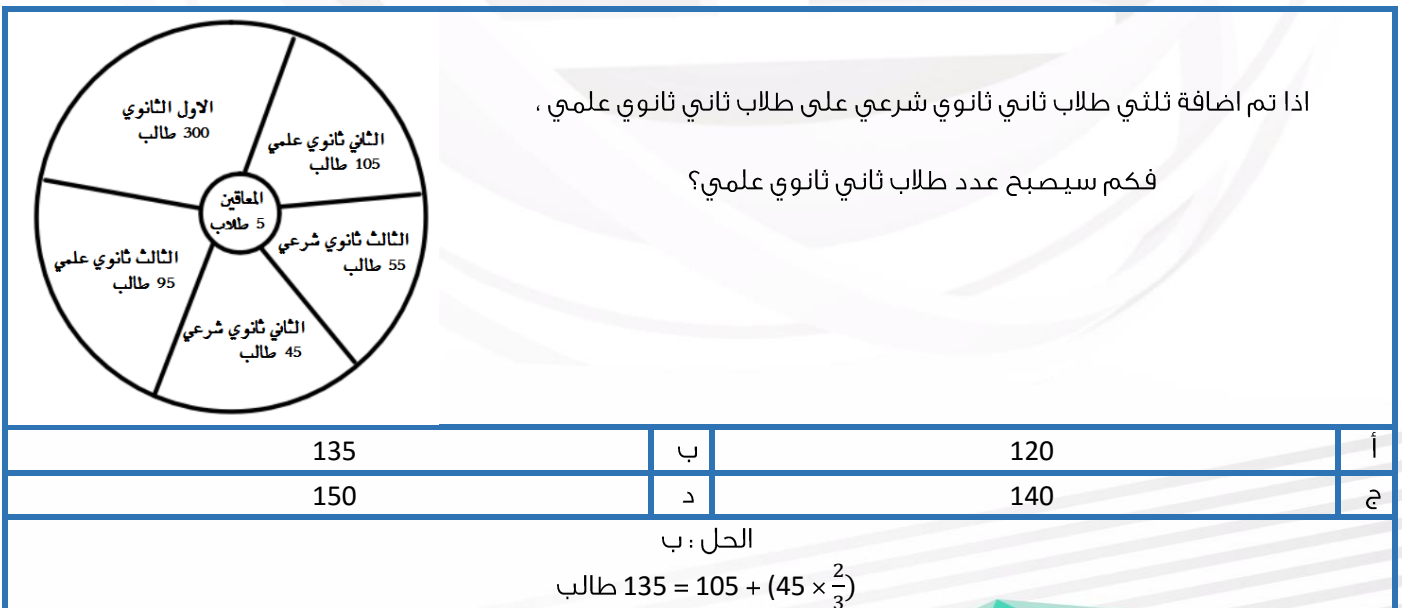 اذا تم اضافة ثلثي طلاب ثاني ثانوي شرعي على طلاب ثاني ثانوي علمي ،
فكم سيصبح عدد طلاب ثاني ثانوي علمي؟
الاول الثانوي
300 طالب
الثاني ثانوي علمي
105 طالب
المعاقين
5 طلاب
الثالث ثانوي شرعي
55 طالب
الثالث ثانوي علمي
95 طالب
الثاني ثانوي شرعي
45 طالب
أ 120 ب 135
ج 140 د 150
الحل : ب
(45 × 2/3) + 105 = 135 طالب